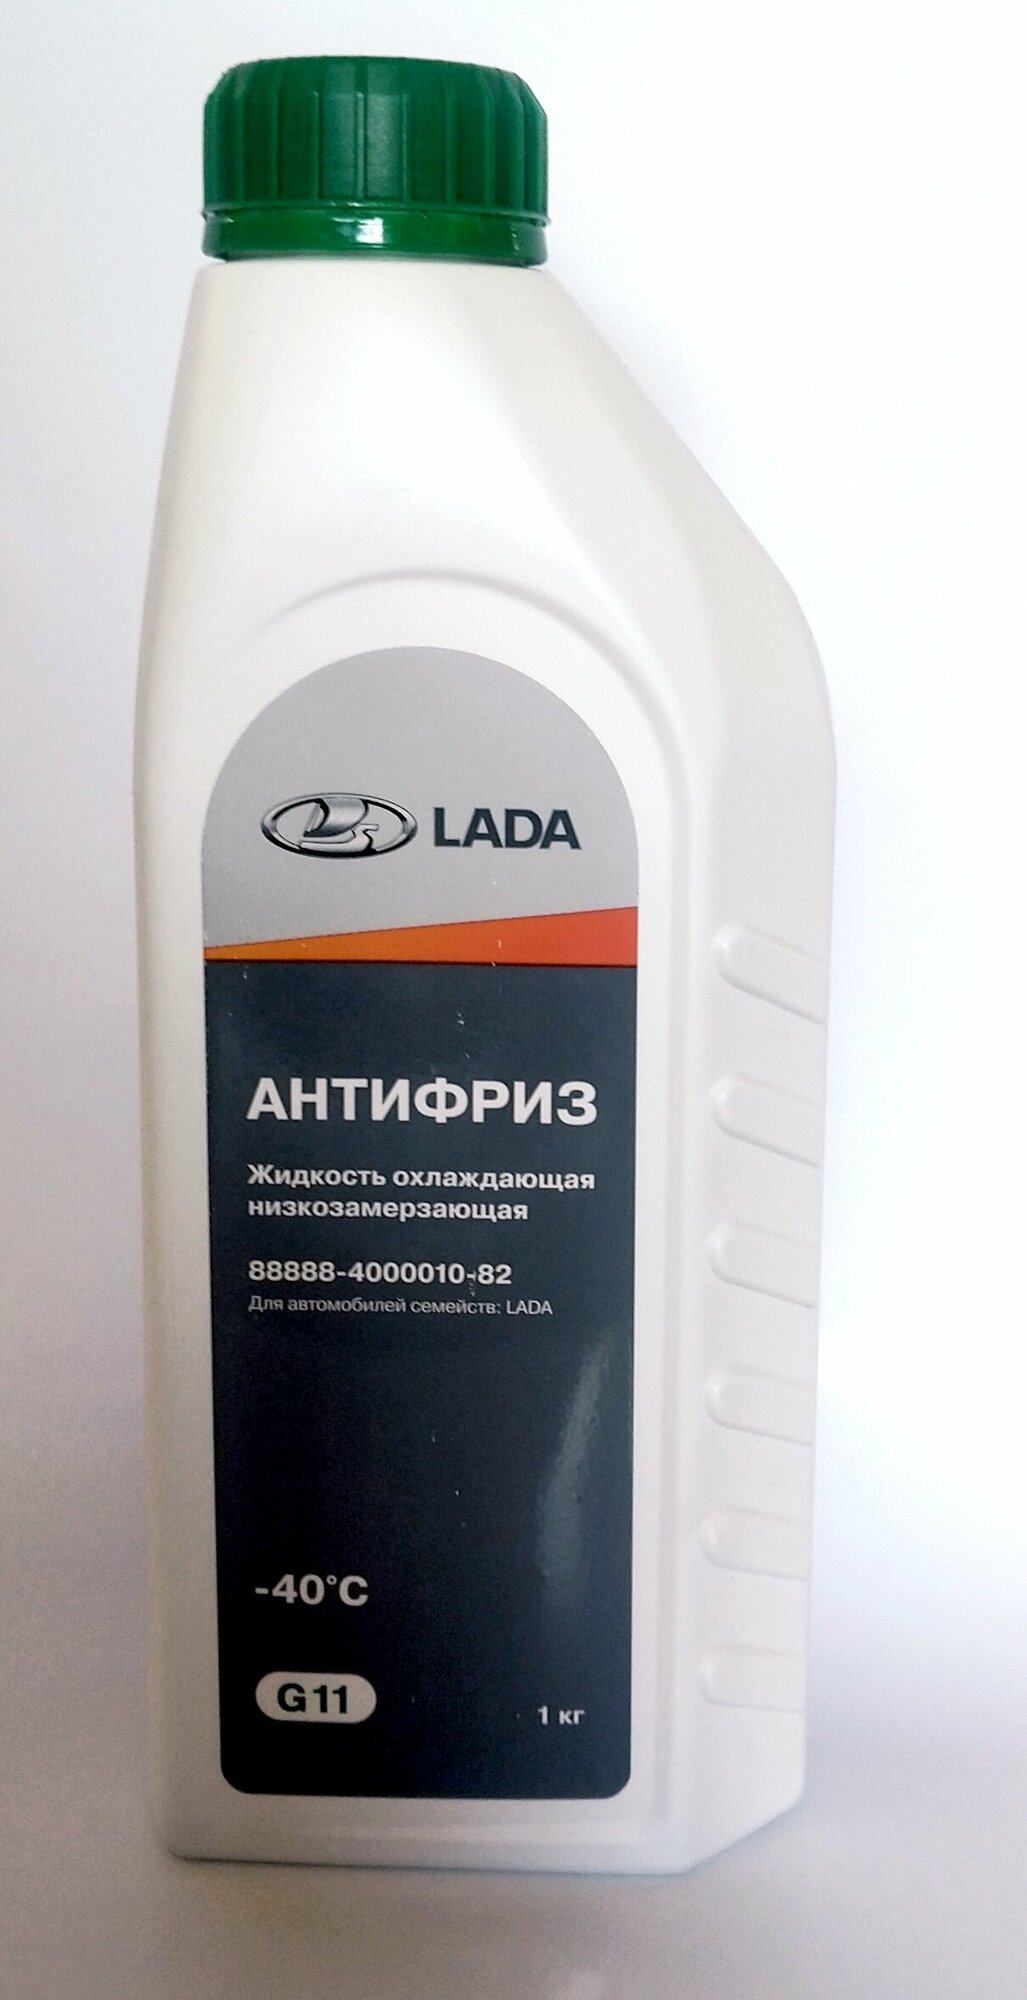 LADA
АНТИФРИЗ
Жидкость охлаждающая
низкозамерзающая
88888-4000010-82
Для автомобилей семейств: LADA
-40°C
G11
1 кг